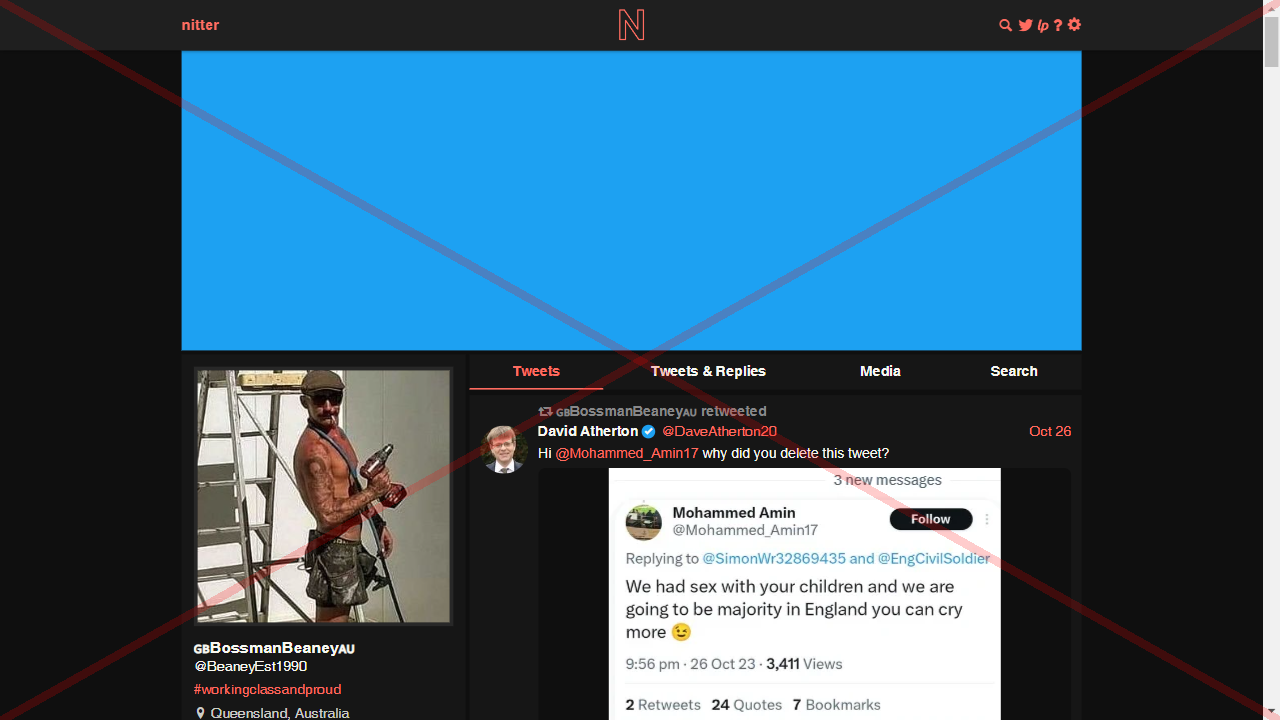 nitter
N
lp ?
Tweets
Tweets & Replies
Media
Search
GBBossmanBeaneyAU retweeted
David Atherton @DaveAtherton20
Oct 26
Hi @Mohammed_Amin17 why did you delete this tweet?
3 new messages
Mohammed Amin
@Mohammed_Amin17
Follow
Replying to @SimonWr32869435 and @EngCivilSoldier
We had sex with your children and we are
going to be majority in England you can cry
more 😉
9:56 pm · 26 Oct 23 · 3,411 Views
2 Retweets 24 Quotes 7 Bookmarks
GBBossmanBeaneyAU
@BeaneyEst1990
#workingclassandproud
Queensland, Australia